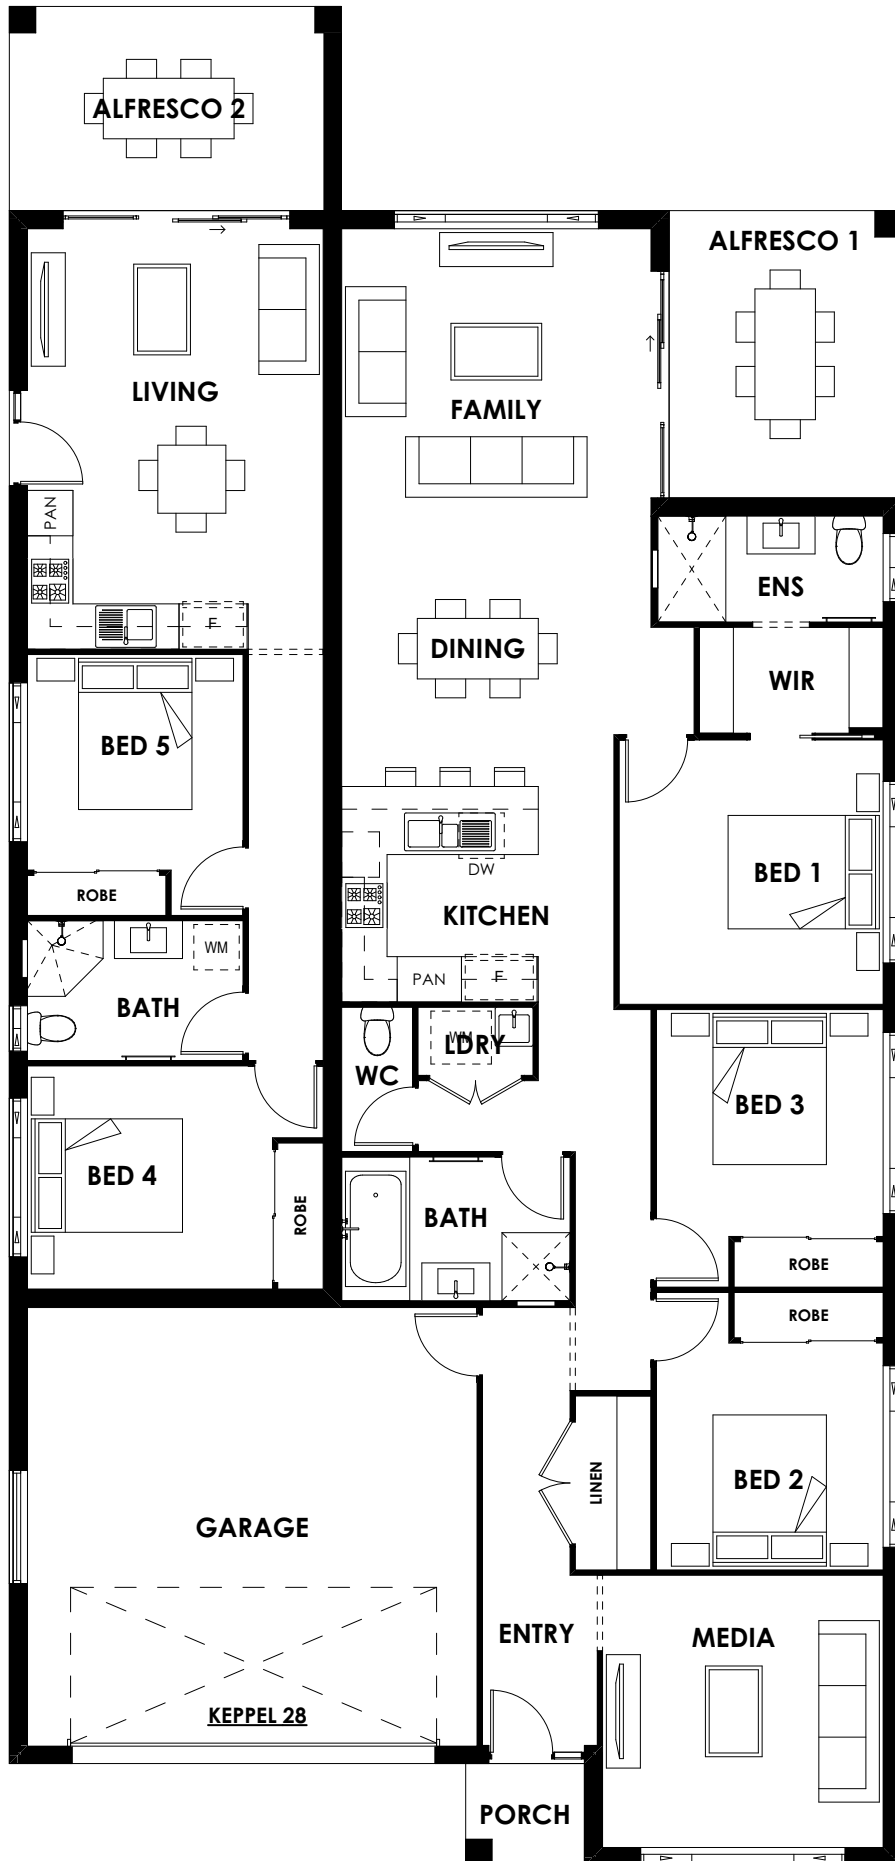 ALFRESCO 2
ALFRESCO 1
LIVING
FAMILY
PAN
ENS
F
DINING
WIR
BED 5
DW
BED 1
ROBE
KITCHEN
WM
PAN
F
BATH
WM
LDRY
WC
BED 3
BED 4
ROBE
BATH
ROBE
ROBE
LINEN
BED 2
GARAGE
ENTRY
MEDIA
KEPPEL 28
PORCH